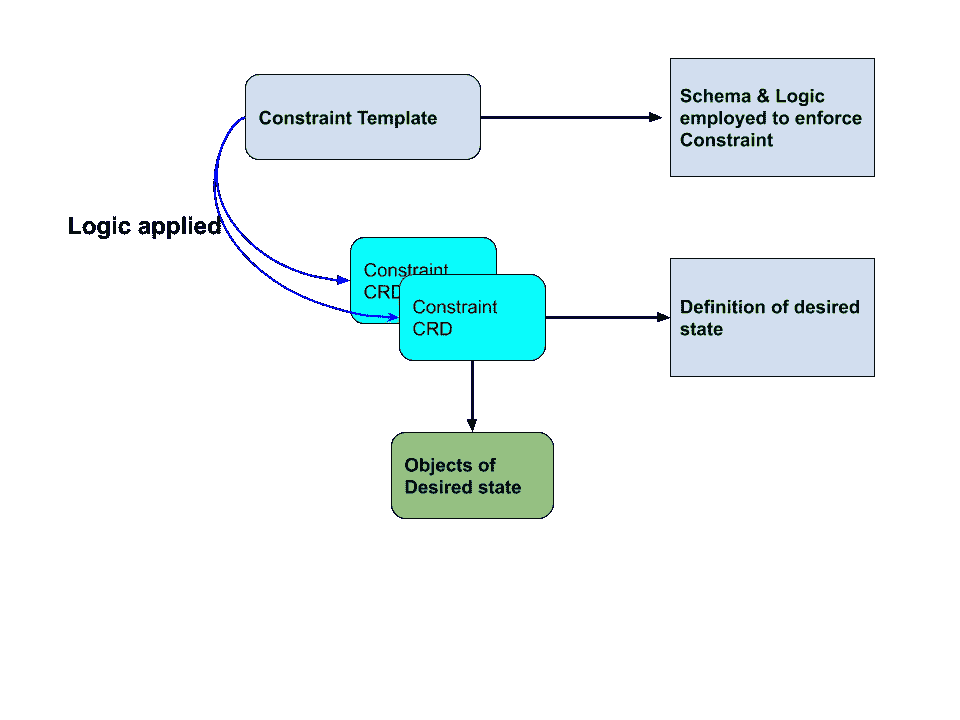 Constraint Template
Schema & Logic
employed to enforce
Constraint
Logic applied
Constraint
CRD
Constraint
CRD
Definition of desired
state
Objects of
Desired state